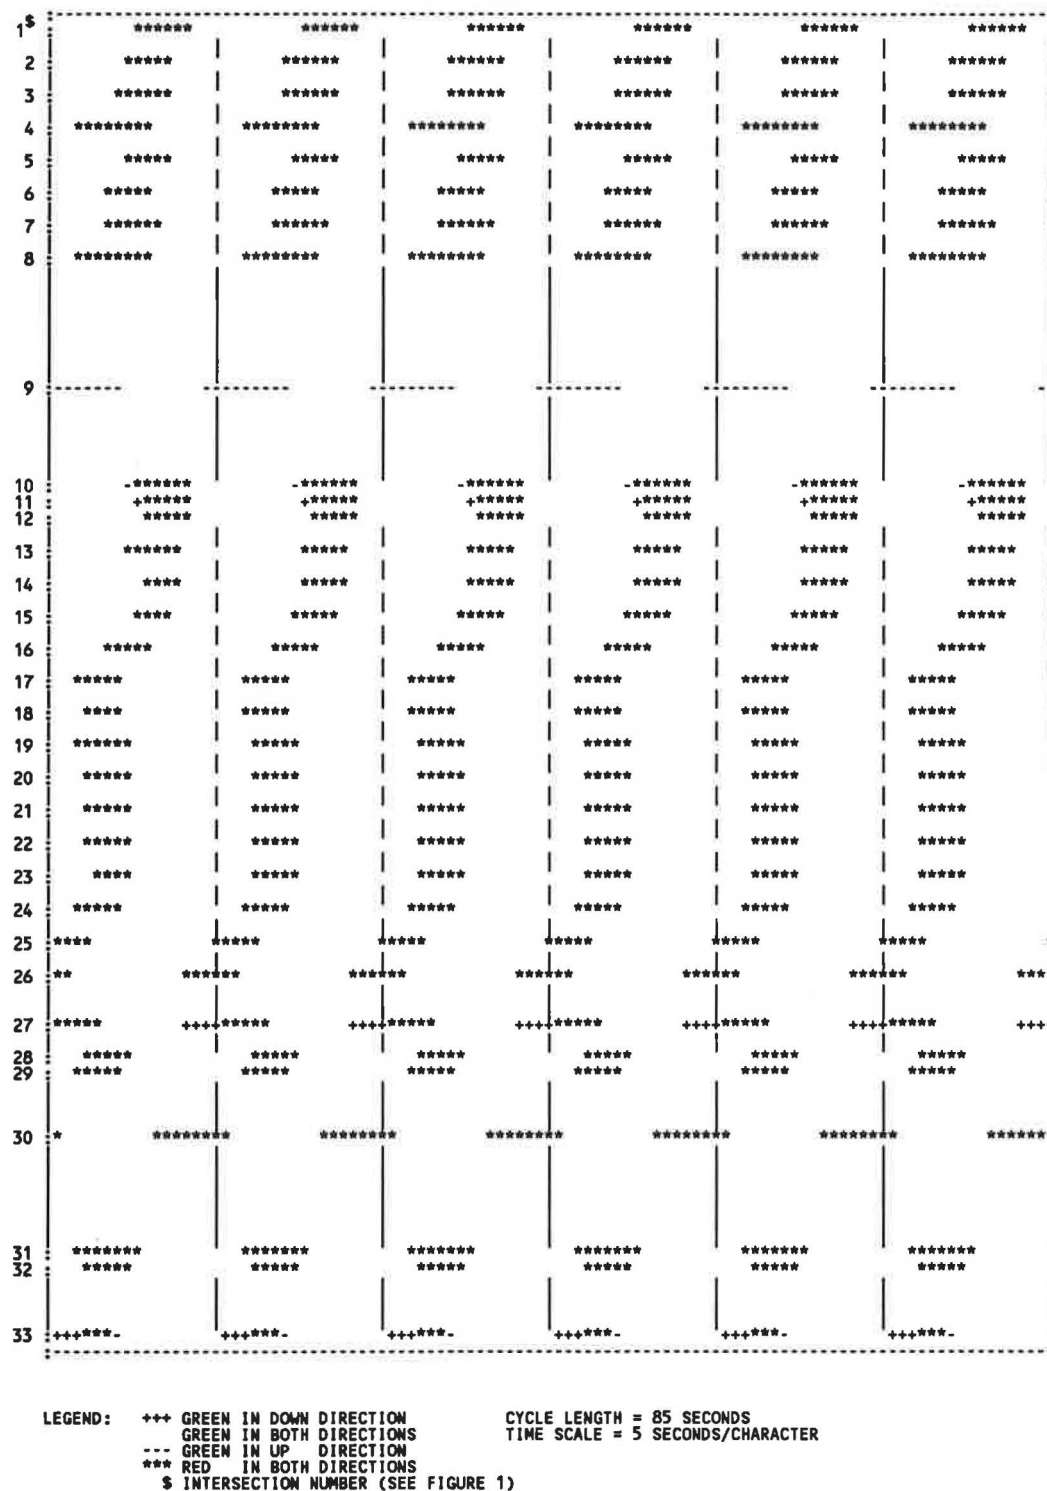 1$ ****** ****** ****** ****** ****** ******
2 ***** ****** ****** ****** ****** ******
3 ****** ****** ****** ****** ****** ******
4 ******** ******** ******** ******** ******** ********
5 ***** ***** ***** ***** ***** *****
6 ***** ***** ***** ***** ***** *****
7 ****** ****** ****** ****** ****** ******
8 ******** ******** ******** ******** ******** ********
9 ------- --------- --------- --------- --------- --------- -
10 -****** -****** -****** -****** -****** -******
11 +***** +***** +***** +***** +***** +*****
12 ***** ***** ***** ***** ***** *****
13 ****** ***** ***** ***** ***** *****
14 **** ***** ***** ***** ***** *****
15 **** ***** ***** ***** ***** *****
16 ***** ***** ***** ***** ***** *****
17 ***** ***** ***** ***** ***** *****
18 **** ***** ***** ***** ***** *****
19 ****** ***** ***** ***** ***** *****
20 ***** ***** ***** ***** ***** *****
21 ***** ***** ***** ***** ***** *****
22 ***** ***** ***** ***** ***** *****
23 **** ***** ***** ***** ***** *****
24 ***** ***** ***** ***** ***** *****
25 **** ***** ***** ***** ***** *****
26 ** ****** ****** ****** ****** ****** ***
27 ***** ++++***** ++++***** ++++***** ++++***** ++++***** +++
28 ***** ***** ***** ***** ***** *****
29 ***** ***** ***** ***** ***** *****
30 * ******** ******** ******** ******** ******** ******
31 ******* ******* ******* ******* ******* *******
32 ***** ***** ***** ***** ***** *****
33 +++***- +++***- +++***- +++***- +++***- +++***-
LEGEND: +++ GREEN IN DOWN DIRECTION CYCLE LENGTH = 85 SECONDS
GREEN IN BOTH DIRECTIONS TIME SCALE = 5 SECONDS/CHARACTER
--- GREEN IN UP DIRECTION
*** RED IN BOTH DIRECTIONS
$ INTERSECTION NUMBER (SEE FIGURE 1)